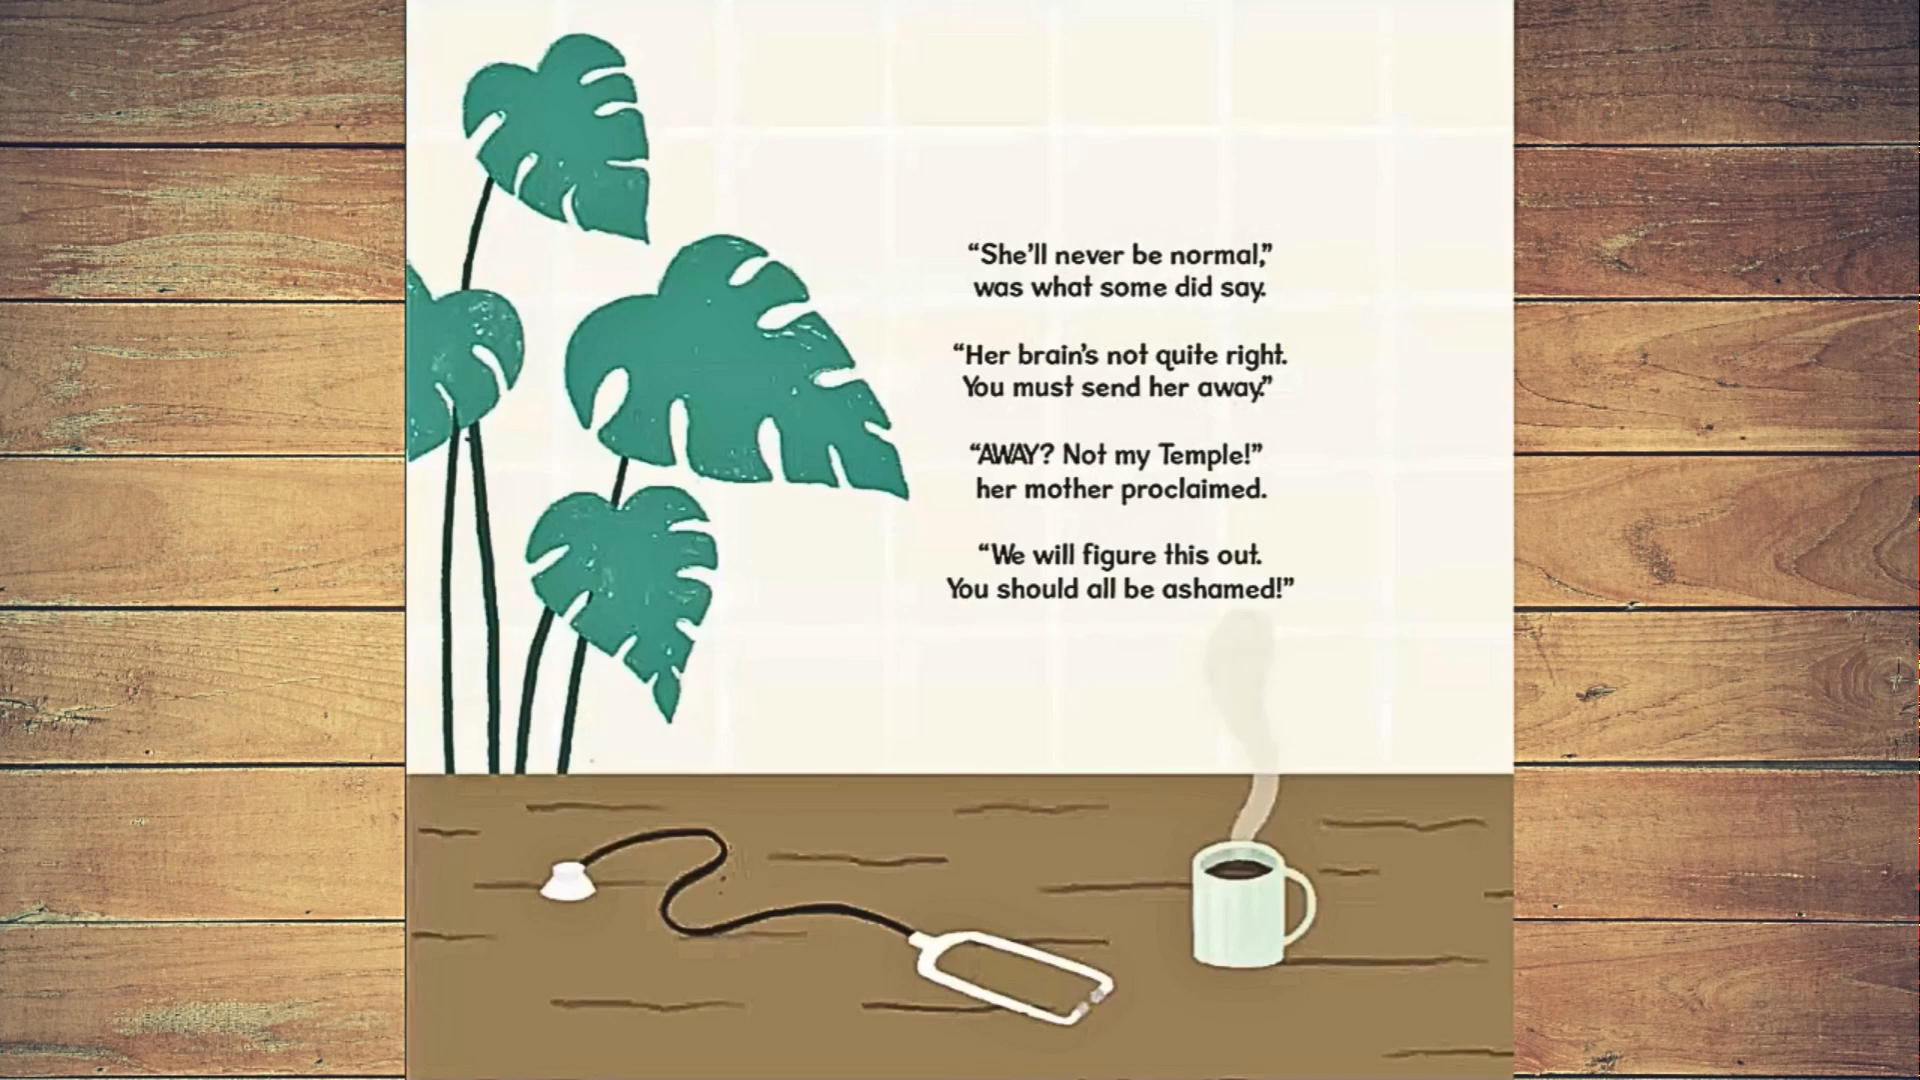 “She’ll never be normal,”
was what some did say.
“Her brain’s not quite right.
You must send her away.”
“AWAY? Not my Temple!”
her mother proclaimed.
“We will figure this out.
You should all be ashamed!”